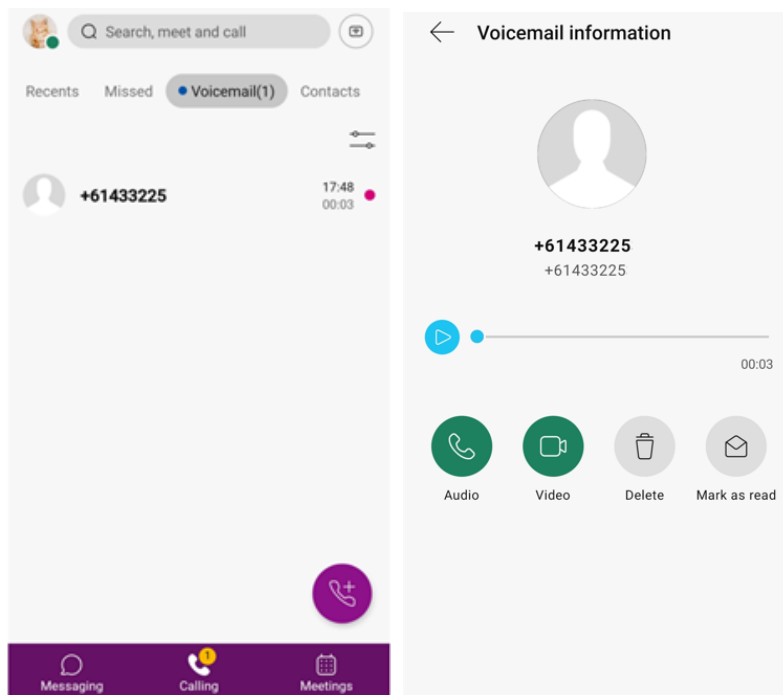 Search, meet and call
Recents Missed Voicemail(1) Contacts
+61433225 17:48
00:03
1
Messaging Calling Meetings
Voicemail information
+61433225
+61433225
00:03
Audio Video Delete Mark as read